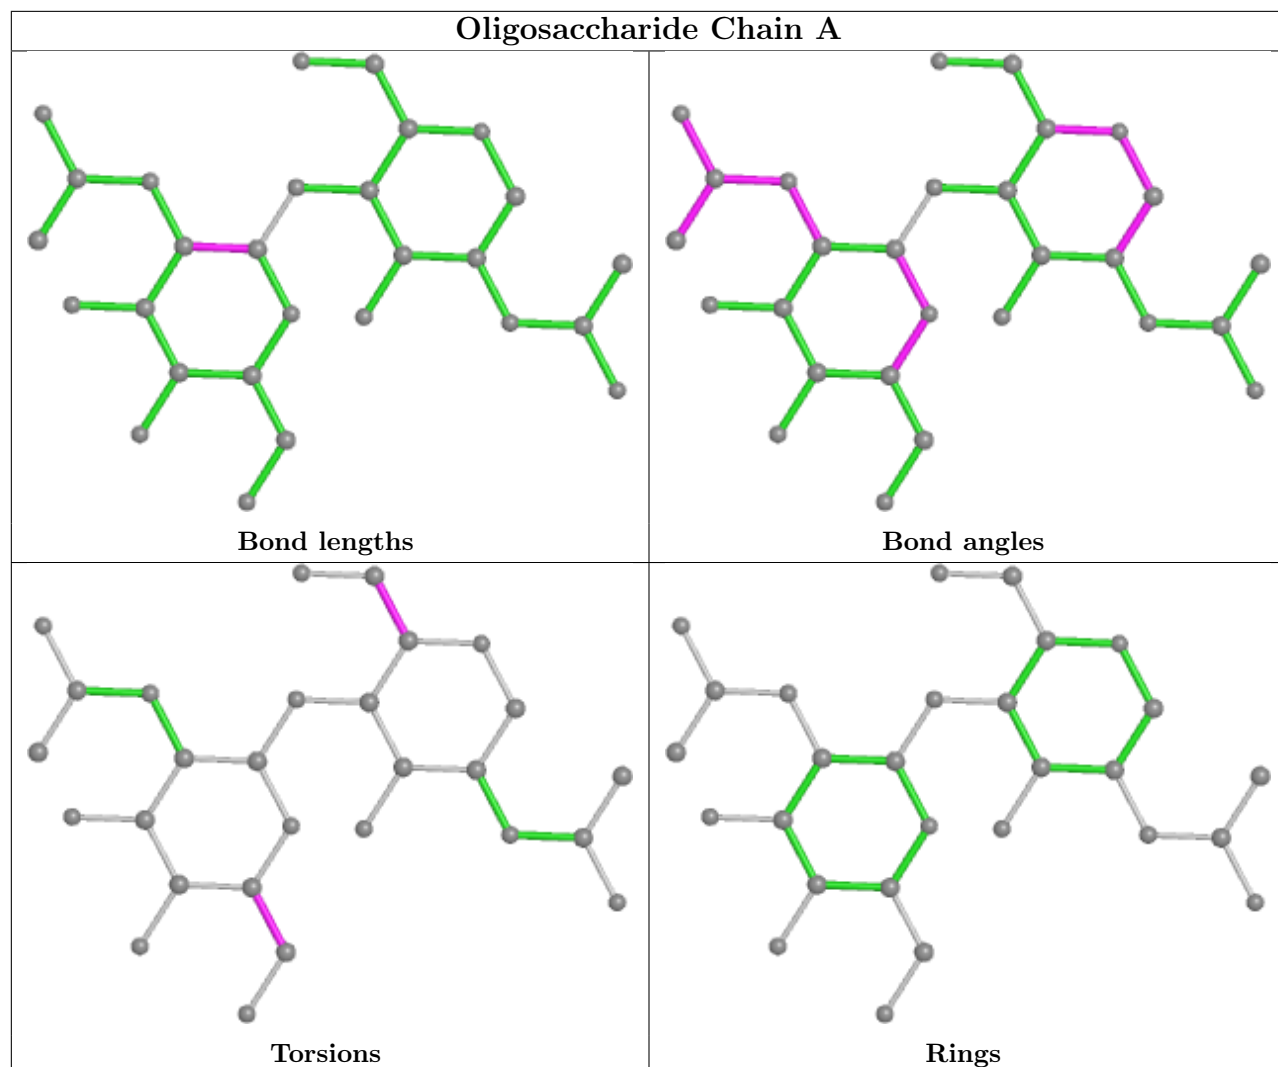 Oligosaccharide Chain A
Bond lengths
Bond angles
Torsions
Rings